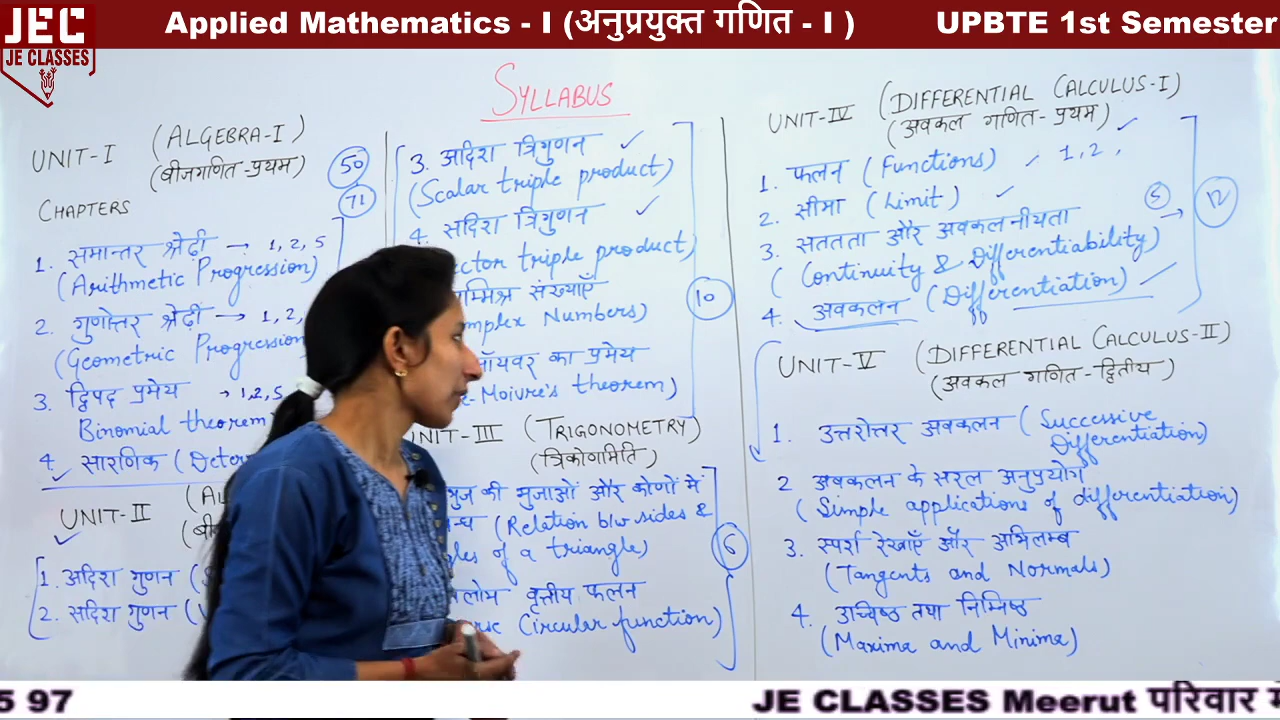 JEC
JE CLASSES
Applied Mathematics - I (अनुप्रयुक्त गणित - I )
UPBTE 1st Semester
SYLLABUS
UNIT-I (ALGEBRA-I)
(बीजगणित-प्रथम)
50
71
CHAPTERS
1. समान्तर श्रेढ़ी → 1, 2, 5
(Arithmetic Progression)
2. गुणोत्तर श्रेढ़ी → 1, 2,
(Geometric Progression
3. द्विपद प्रमेय → 1,2,5
Binomial theorem
4. सारणिक (Deter
UNIT-II (AL
(बी
1. अदिश गुणन (S
2. सदिश गुणन (
3. अदिश त्रिगुणन
(Scalar triple product)
4. सदिश त्रिगुणन
ector triple product)
म्मिश्र संख्याएँ
mplex Numbers)
ॉयवर का प्रमेय
e-Moivre's theorem)
10
UNIT-III (TRIGONOMETRY)
(त्रिकोणमिति)
भुज की भुजाओं और कोणों में
न्ध (Relation b/w sides &
les of a triangle)
लोम वृत्तीय फलन
rse Circular function)
6
UNIT-IV (DIFFERENTIAL CALCULUS-I)
(अवकल गणित-प्रथम)
1. फलन (Functions) 1,2,
2. सीमा (Limit)
3. सततता और अवकलनीयता 5 →
(Continuity & Differentiability)
4. अवकलन (Differentiation)
12
UNIT-V (DIFFERENTIAL CALCULUS-II)
(अवकल गणित-द्वितीय)
1. उत्तरोत्तर अवकलन (Successive
Differentiation)
2 अवकलन के सरल अनुप्रयोग
(Simple applications of differentiation)
3. स्पर्श रेखाएँ और अभिलम्ब
(Tangents and Normals)
4. उच्चिष्ठ तथा निम्निष्ठ
(Maxima and Minima)
5 97
JE CLASSES Meerut परिवार में